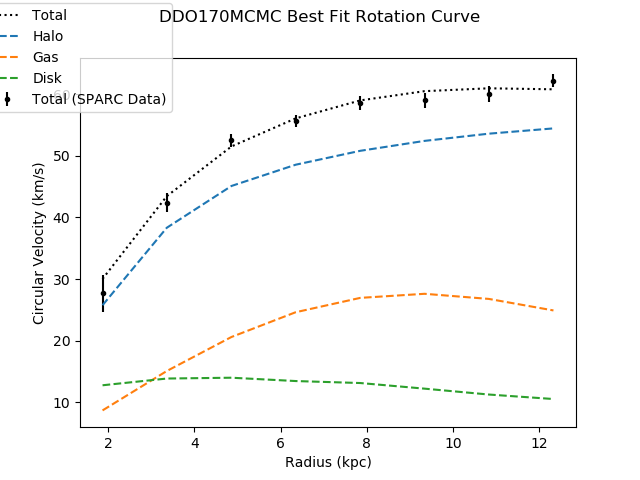 DDO170MCMC Best Fit Rotation Curve
Total
Halo
Gas
Disk
Total (SPARC Data)
60
50
40
30
20
10
Circular Velocity (km/s)
2
4
6
8
10
12
Radius (kpc)